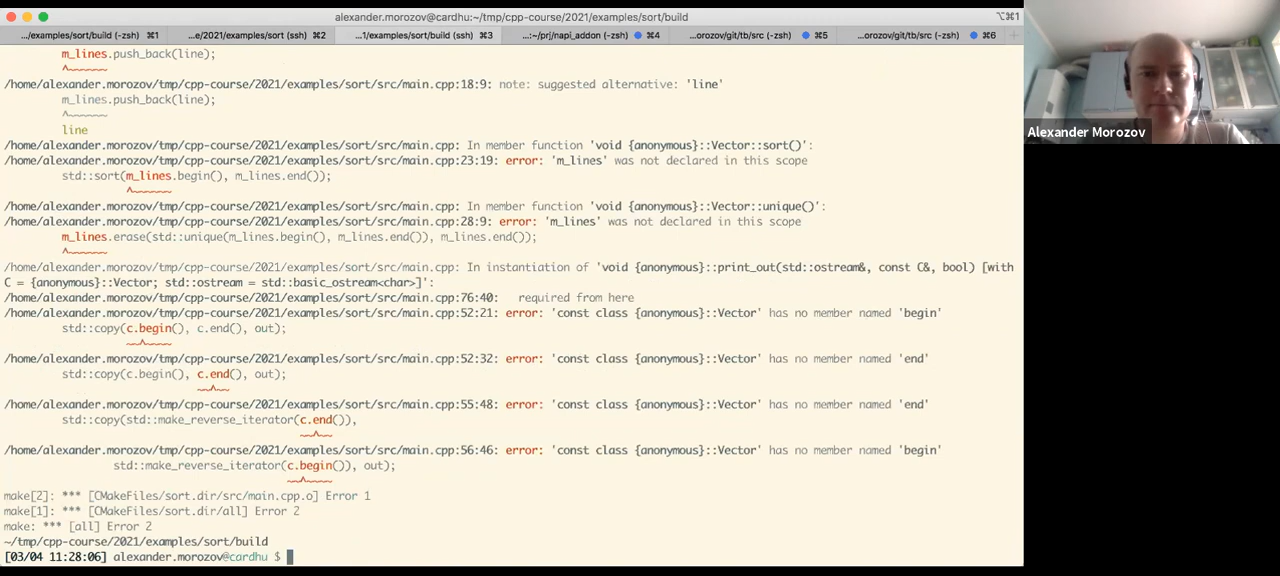 alexander.morozov@cardhu:~/tmp/cpp-course/2021/examples/sort/build
⌥⌘1
.../examples/sort/build (-zsh) ⌘1
...e/2021/examples/sort (ssh) ⌘2
...1/examples/sort/build (ssh) ⌘3
...:~/prj/napi_addon (-zsh) ⌘4
...orozov/git/tb/src (-zsh) ⌘5
...orozov/git/tb/src (-zsh) ⌘6
m_lines.push_back(line);
^~~~~~~
/home/alexander.morozov/tmp/cpp-course/2021/examples/sort/src/main.cpp:18:9: note: suggested alternative: 'line'
m_lines.push_back(line);
^~~~~~~
line
/home/alexander.morozov/tmp/cpp-course/2021/examples/sort/src/main.cpp: In member function 'void {anonymous}::Vector::sort()':
/home/alexander.morozov/tmp/cpp-course/2021/examples/sort/src/main.cpp:23:19: error: 'm_lines' was not declared in this scope
std::sort(m_lines.begin(), m_lines.end());
^~~~~~~
/home/alexander.morozov/tmp/cpp-course/2021/examples/sort/src/main.cpp: In member function 'void {anonymous}::Vector::unique()':
/home/alexander.morozov/tmp/cpp-course/2021/examples/sort/src/main.cpp:28:9: error: 'm_lines' was not declared in this scope
m_lines.erase(std::unique(m_lines.begin(), m_lines.end()), m_lines.end());
^~~~~~~
/home/alexander.morozov/tmp/cpp-course/2021/examples/sort/src/main.cpp: In instantiation of 'void {anonymous}::print_out(std::ostream&, const C&, bool) [with
C = {anonymous}::Vector; std::ostream = std::basic_ostream<char>]':
/home/alexander.morozov/tmp/cpp-course/2021/examples/sort/src/main.cpp:76:40: required from here
/home/alexander.morozov/tmp/cpp-course/2021/examples/sort/src/main.cpp:52:21: error: 'const class {anonymous}::Vector' has no member named 'begin'
std::copy(c.begin(), c.end(), out);
~~^~~~~
/home/alexander.morozov/tmp/cpp-course/2021/examples/sort/src/main.cpp:52:32: error: 'const class {anonymous}::Vector' has no member named 'end'
std::copy(c.begin(), c.end(), out);
~~^~~
/home/alexander.morozov/tmp/cpp-course/2021/examples/sort/src/main.cpp:55:48: error: 'const class {anonymous}::Vector' has no member named 'end'
std::copy(std::make_reverse_iterator(c.end()),
~~^~~
/home/alexander.morozov/tmp/cpp-course/2021/examples/sort/src/main.cpp:56:46: error: 'const class {anonymous}::Vector' has no member named 'begin'
std::make_reverse_iterator(c.begin()), out);
~~^~~~~
make[2]: *** [CMakeFiles/sort.dir/src/main.cpp.o] Error 1
make[1]: *** [CMakeFiles/sort.dir/all] Error 2
make: *** [all] Error 2
~/tmp/cpp-course/2021/examples/sort/build
[03/04 11:28:06] alexander.morozov@cardhu $
Alexander Morozov